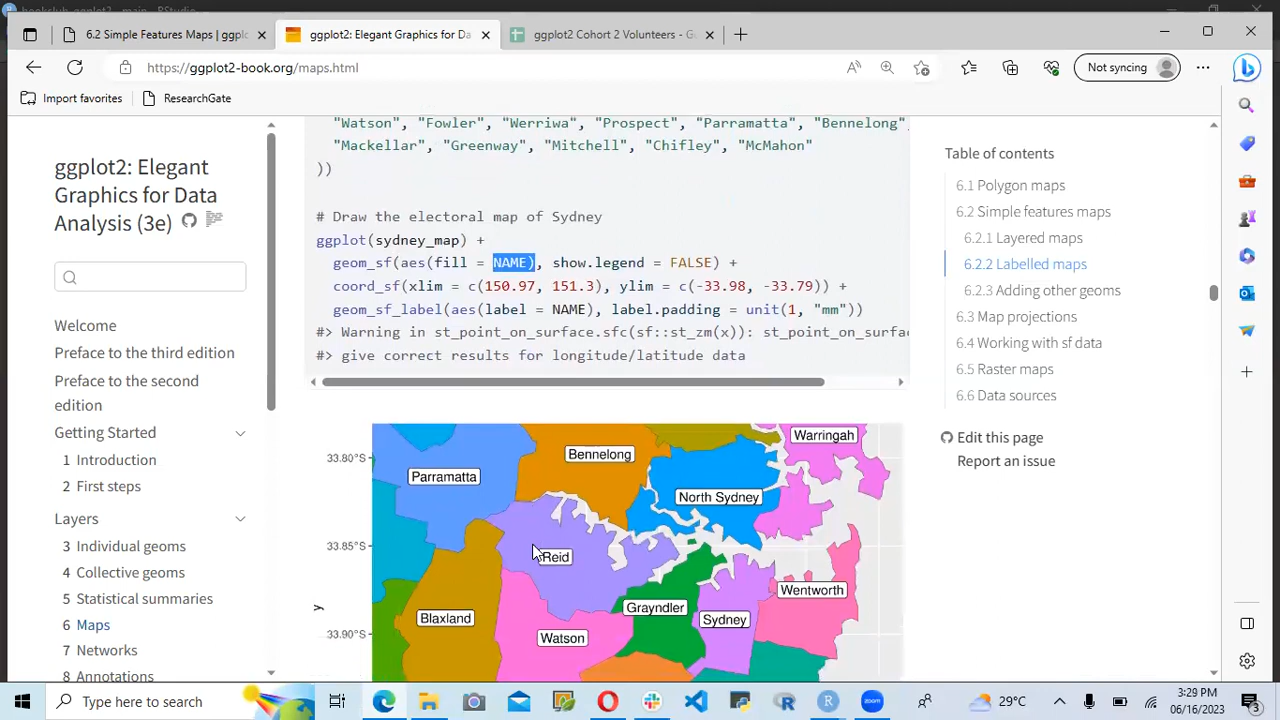 6.2 Simple Features Maps | ggplo
ggplot2: Elegant Graphics for Da
ggplot2 Cohort 2 Volunteers - G
https://ggplot2-book.org/maps.html
Not syncing
Import favorites
ResearchGate
ggplot2: Elegant
Graphics for Data
Analysis (3e)
Welcome
Preface to the third edition
Preface to the second
edition
Getting Started
1 Introduction
2 First steps
Layers
3 Individual geoms
4 Collective geoms
5 Statistical summaries
6 Maps
7 Networks
8 Annotations
"Watson", "Fowler", "Werriwa", "Prospect", "Parramatta", "Bennelong",
"Mackellar", "Greenway", "Mitchell", "Chifley", "McMahon"
))
# Draw the electoral map of Sydney
ggplot(sydney_map) +
geom_sf(aes(fill = NAME), show.legend = FALSE) +
coord_sf(xlim = c(150.97, 151.3), ylim = c(-33.98, -33.79)) +
geom_sf_label(aes(label = NAME), label.padding = unit(1, "mm"))
#> Warning in st_point_on_surface.sfc(sf::st_zm(x)): st_point_on_surfac
#> give correct results for longitude/latitude data
33.80°S
33.85°S
33.90°S
y
Warringah
Bennelong
Parramatta
North Sydney
Reid
Wentworth
Grayndler
Blaxland
Sydney
Watson
Table of contents
6.1 Polygon maps
6.2 Simple features maps
6.2.1 Layered maps
6.2.2 Labelled maps
6.2.3 Adding other geoms
6.3 Map projections
6.4 Working with sf data
6.5 Raster maps
6.6 Data sources
Edit this page
Report an issue
Type here to search
29°C
3:29 PM
06/16/2023